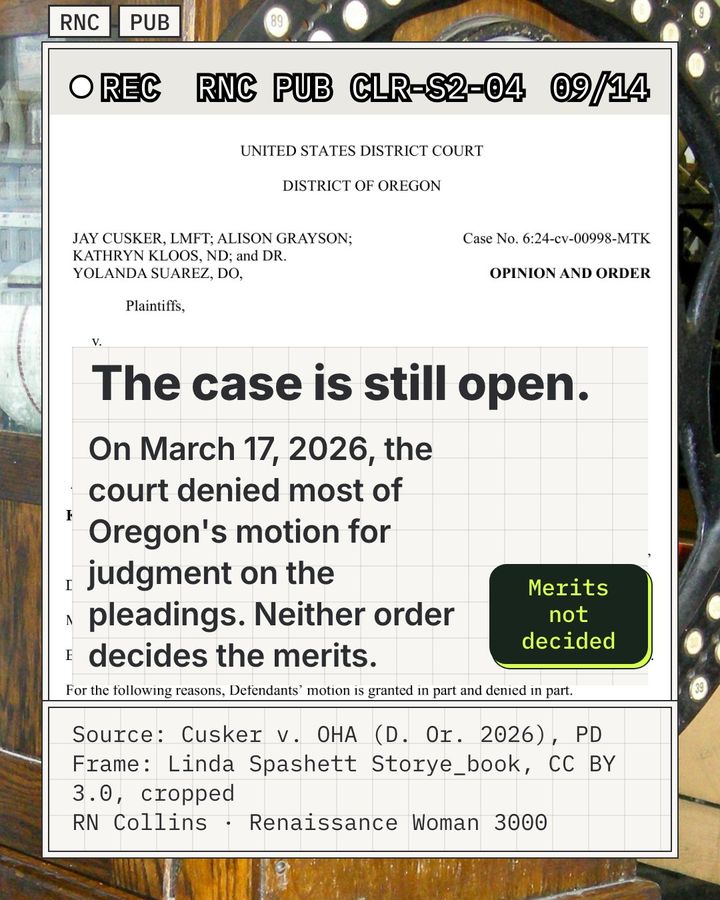 RNC PUB
REC RNC PUB CLR-S2-04 09/14
UNITED STATES DISTRICT COURT
DISTRICT OF OREGON
JAY CUSKER, LMFT; ALISON GRAYSON;
KATHRYN KLOOS, ND; and DR.
YOLANDA SUAREZ, DO,
Case No. 6:24-cv-00998-MTK
OPINION AND ORDER
Plaintiffs,
v.
The case is still open.
On March 17, 2026, the
court denied most of
Oregon's motion for
judgment on the
pleadings. Neither order
decides the merits.
Merits
not
decided
For the following reasons, Defendants' motion is granted in part and denied in part.
Source: Cusker v. OHA (D. Or. 2026), PD
Frame: Linda Spashett Storye_book, CC BY
3.0, cropped
RN Collins · Renaissance Woman 3000
89
9
39